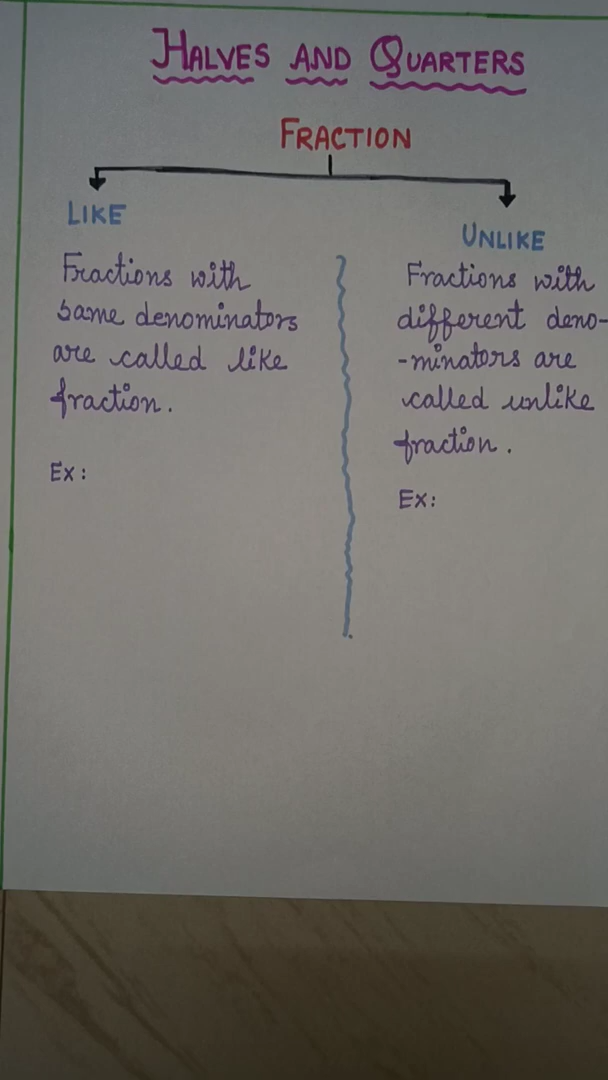 HALVES AND QUARTERS
FRACTION
LIKE
Fractions with
same denominators
are called like
fraction.
Ex:
UNLIKE
Fractions with
different deno-
-minators are
called unlike
fraction.
Ex: